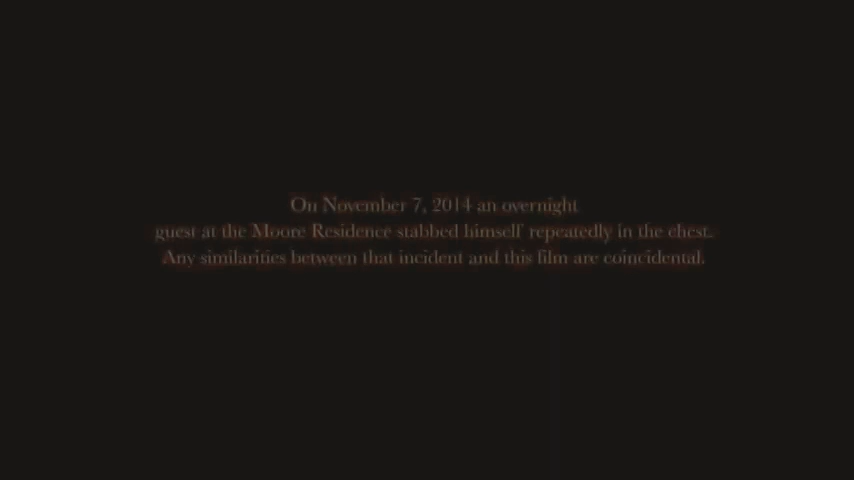 On November 7, 2014 an overnight
guest at the Moore Residence stabbed himself repeatedly in the chest.
Any similarities between that incident and this film are coincidental.